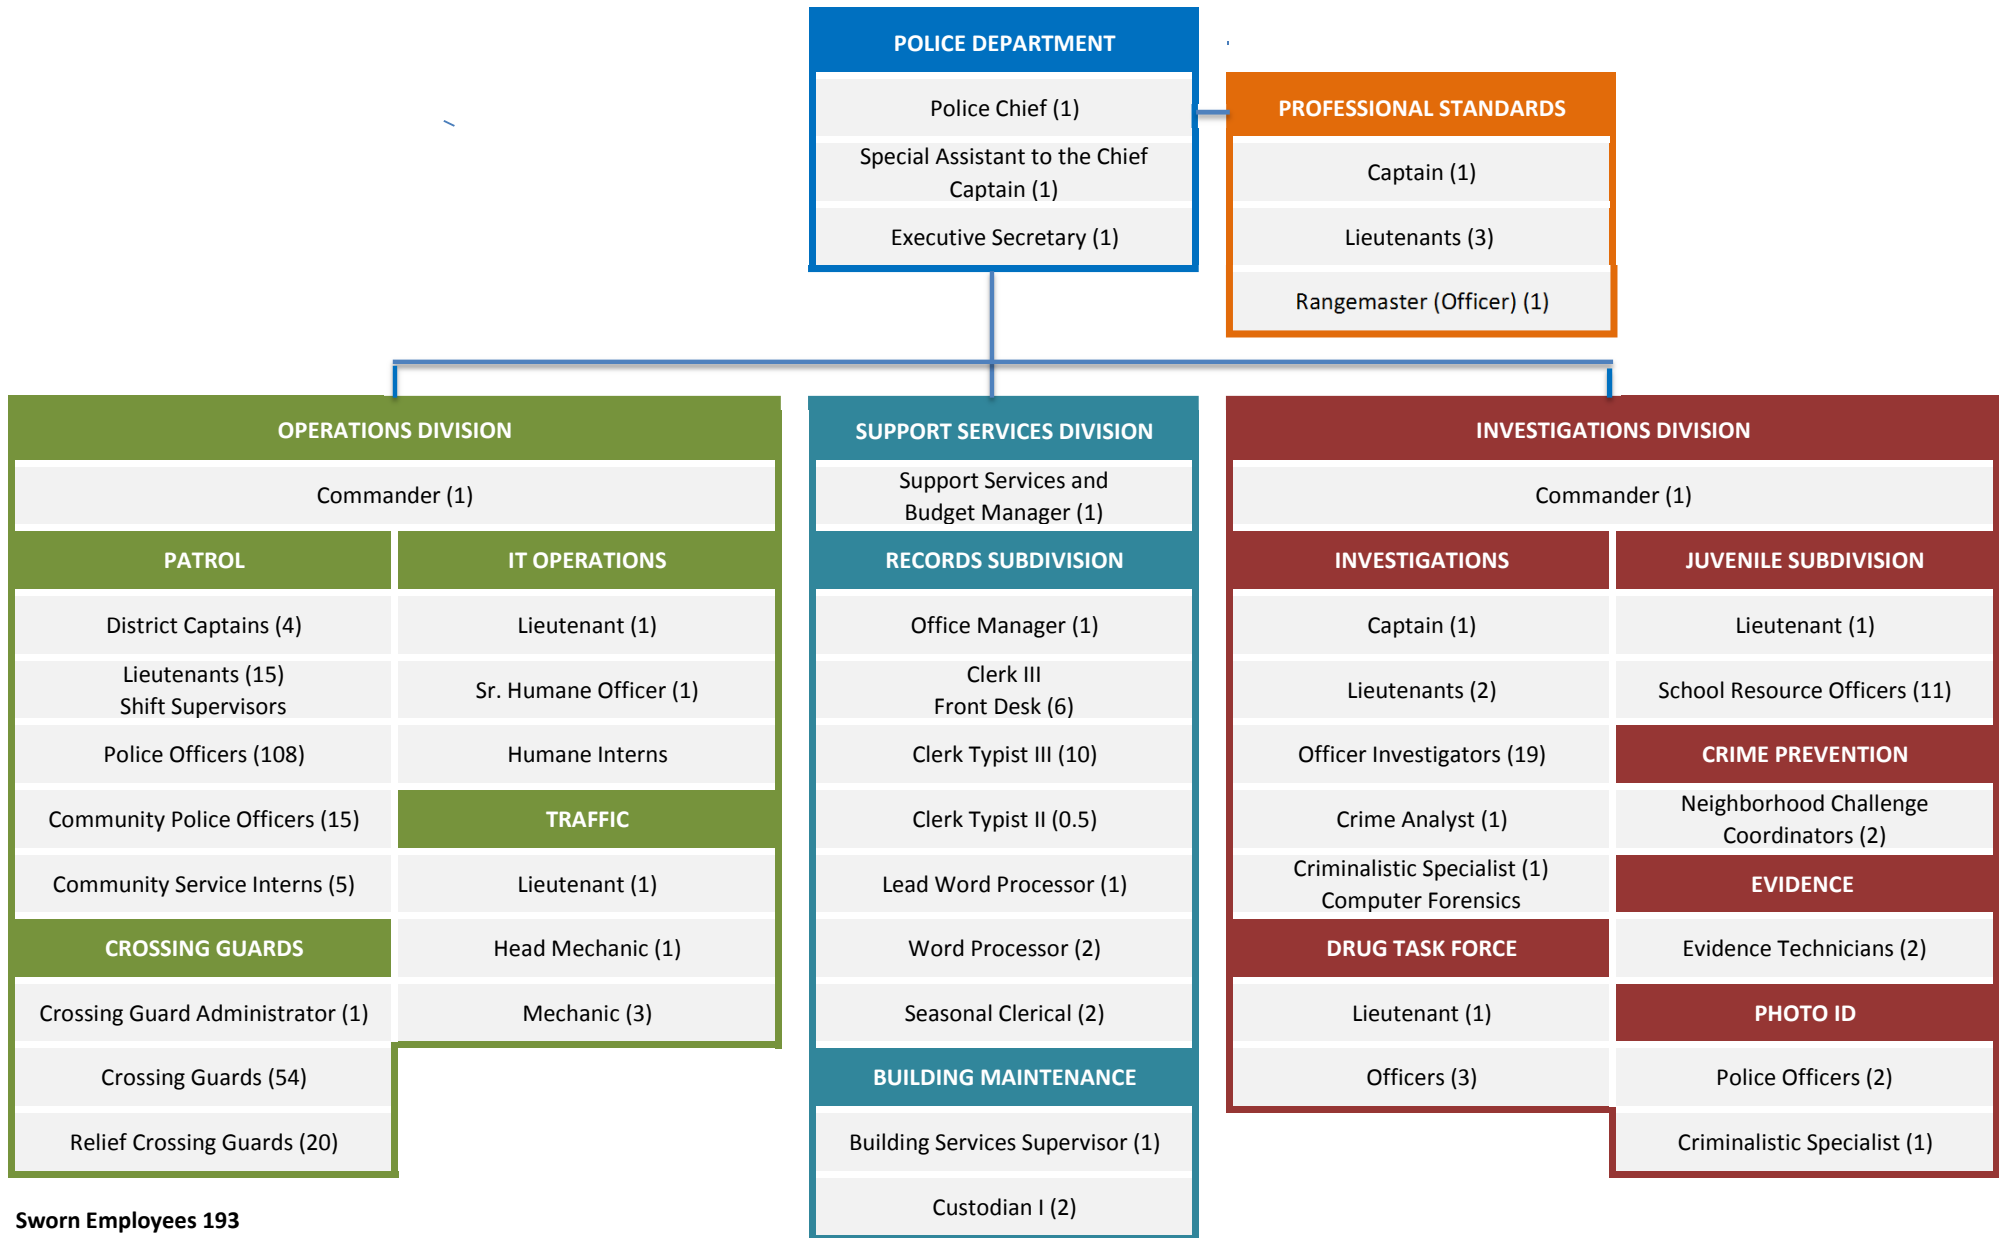 POLICE DEPARTMENT
Police Chief (1)
Special Assistant to the Chief
Captain (1)
Executive Secretary (1)
PROFESSIONAL STANDARDS
Captain (1)
Lieutenants (3)
Rangemaster (Officer) (1)
OPERATIONS DIVISION
Commander (1)
PATROL
District Captains (4)
Lieutenants (15)
Shift Supervisors
Police Officers (108)
Community Police Officers (15)
Community Service Interns (5)
CROSSING GUARDS
Crossing Guard Administrator (1)
Crossing Guards (54)
Relief Crossing Guards (20)
IT OPERATIONS
Lieutenant (1)
Sr. Humane Officer (1)
Humane Interns
TRAFFIC
Lieutenant (1)
Head Mechanic (1)
Mechanic (3)
SUPPORT SERVICES DIVISION
Support Services and
Budget Manager (1)
RECORDS SUBDIVISION
Office Manager (1)
Clerk III
Front Desk (6)
Clerk Typist III (10)
Clerk Typist II (0.5)
Lead Word Processor (1)
Word Processor (2)
Seasonal Clerical (2)
BUILDING MAINTENANCE
Building Services Supervisor (1)
Custodian I (2)
INVESTIGATIONS DIVISION
Commander (1)
INVESTIGATIONS
Captain (1)
Lieutenants (2)
Officer Investigators (19)
Crime Analyst (1)
Criminalistic Specialist (1)
Computer Forensics
DRUG TASK FORCE
Lieutenant (1)
Officers (3)
JUVENILE SUBDIVISION
Lieutenant (1)
School Resource Officers (11)
CRIME PREVENTION
Neighborhood Challenge
Coordinators (2)
EVIDENCE
Evidence Technicians (2)
PHOTO ID
Police Officers (2)
Criminalistic Specialist (1)
Sworn Employees 193